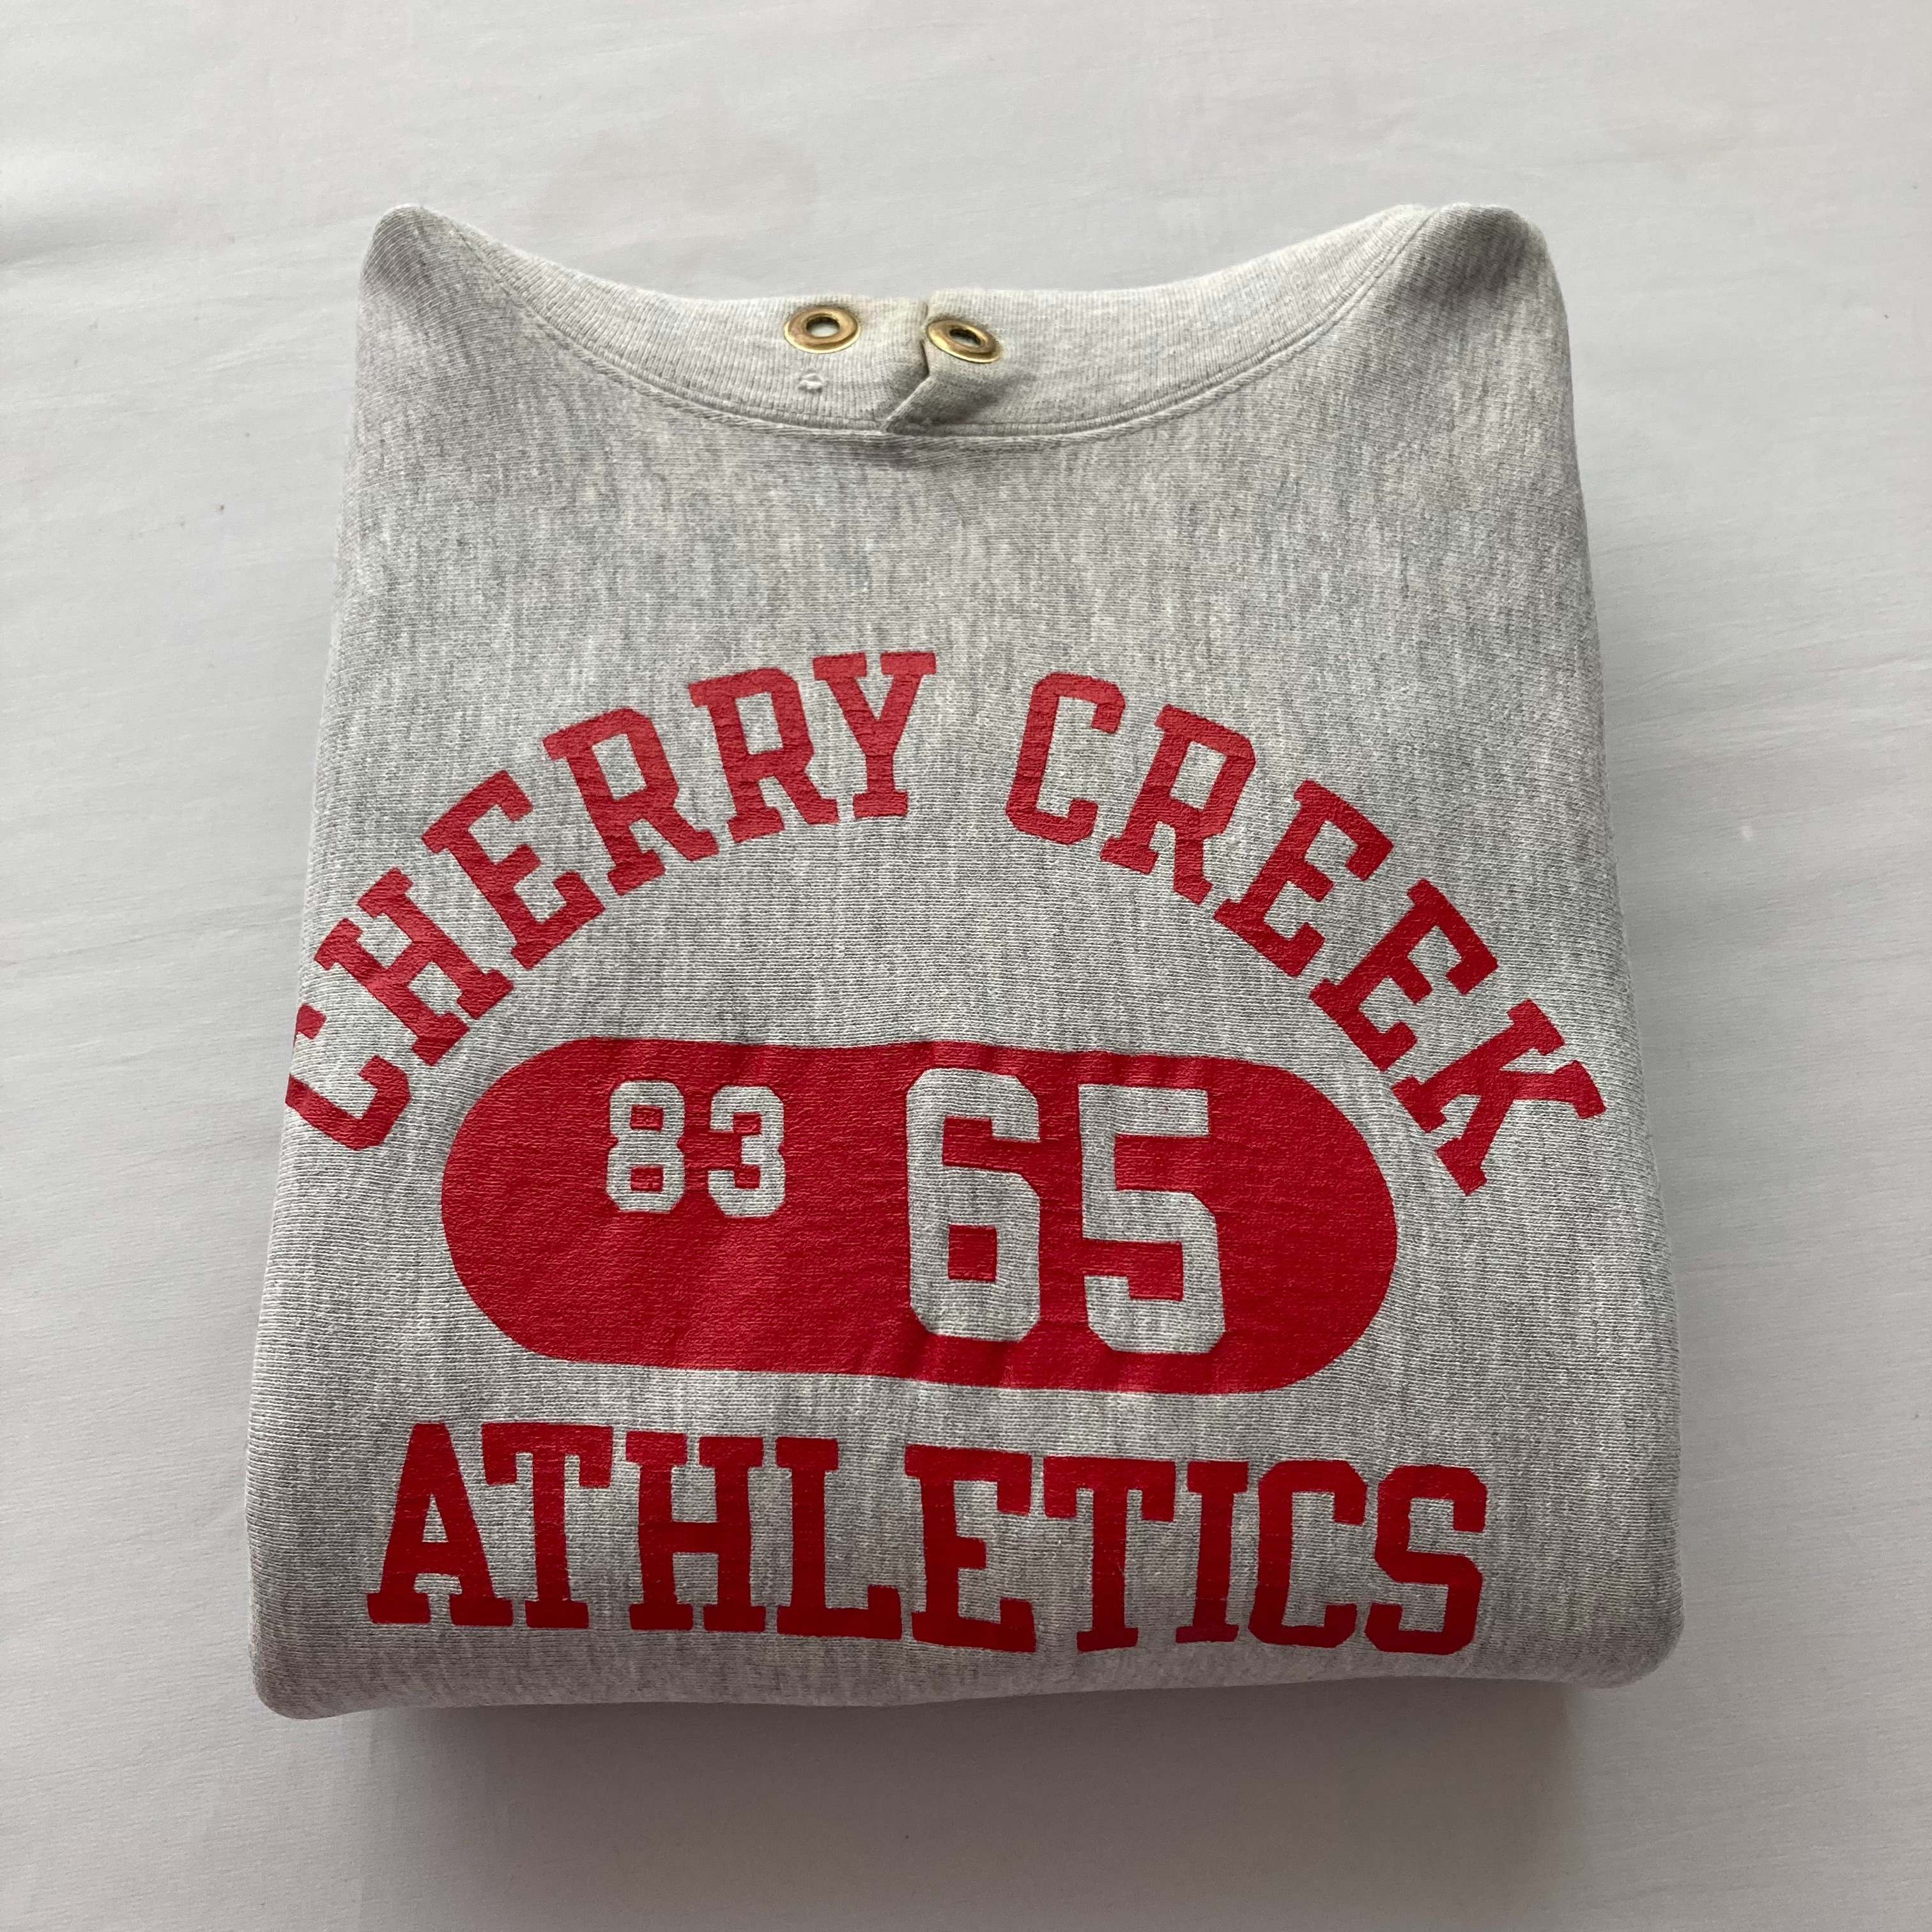 CHERRY CREEK
83 65
ATHLETICS